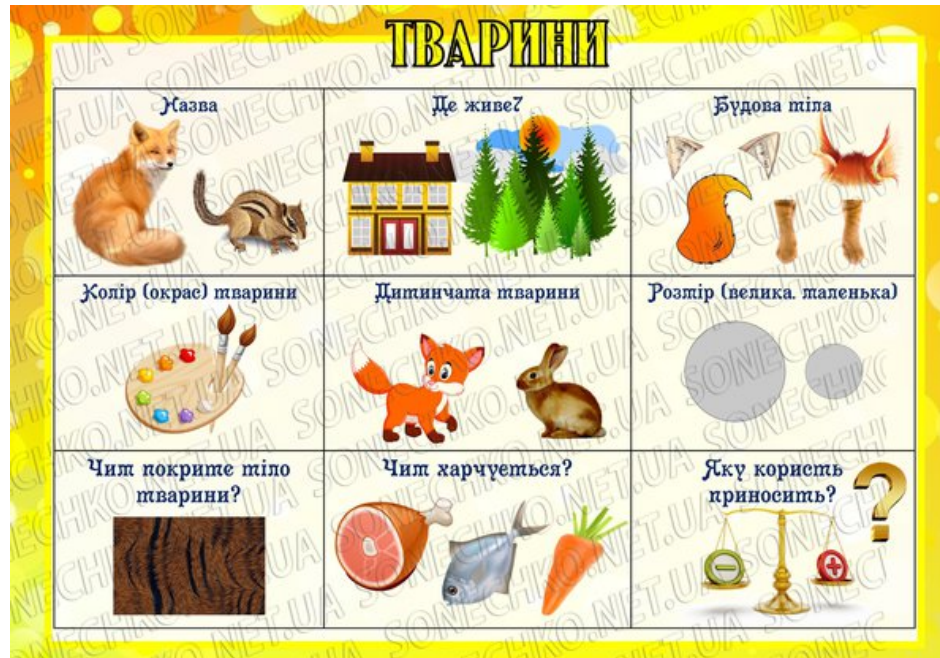 ТВАРИНИ
Назва
Де живе?
Будова тіла
Колір (окрас) тварини
Дитинчата тварини
Розмір (велика, маленька)
Чим покрите тіло
тварини?
Чим харчується?
Яку користь
приносить?
?
SONECHKO.NET.UA